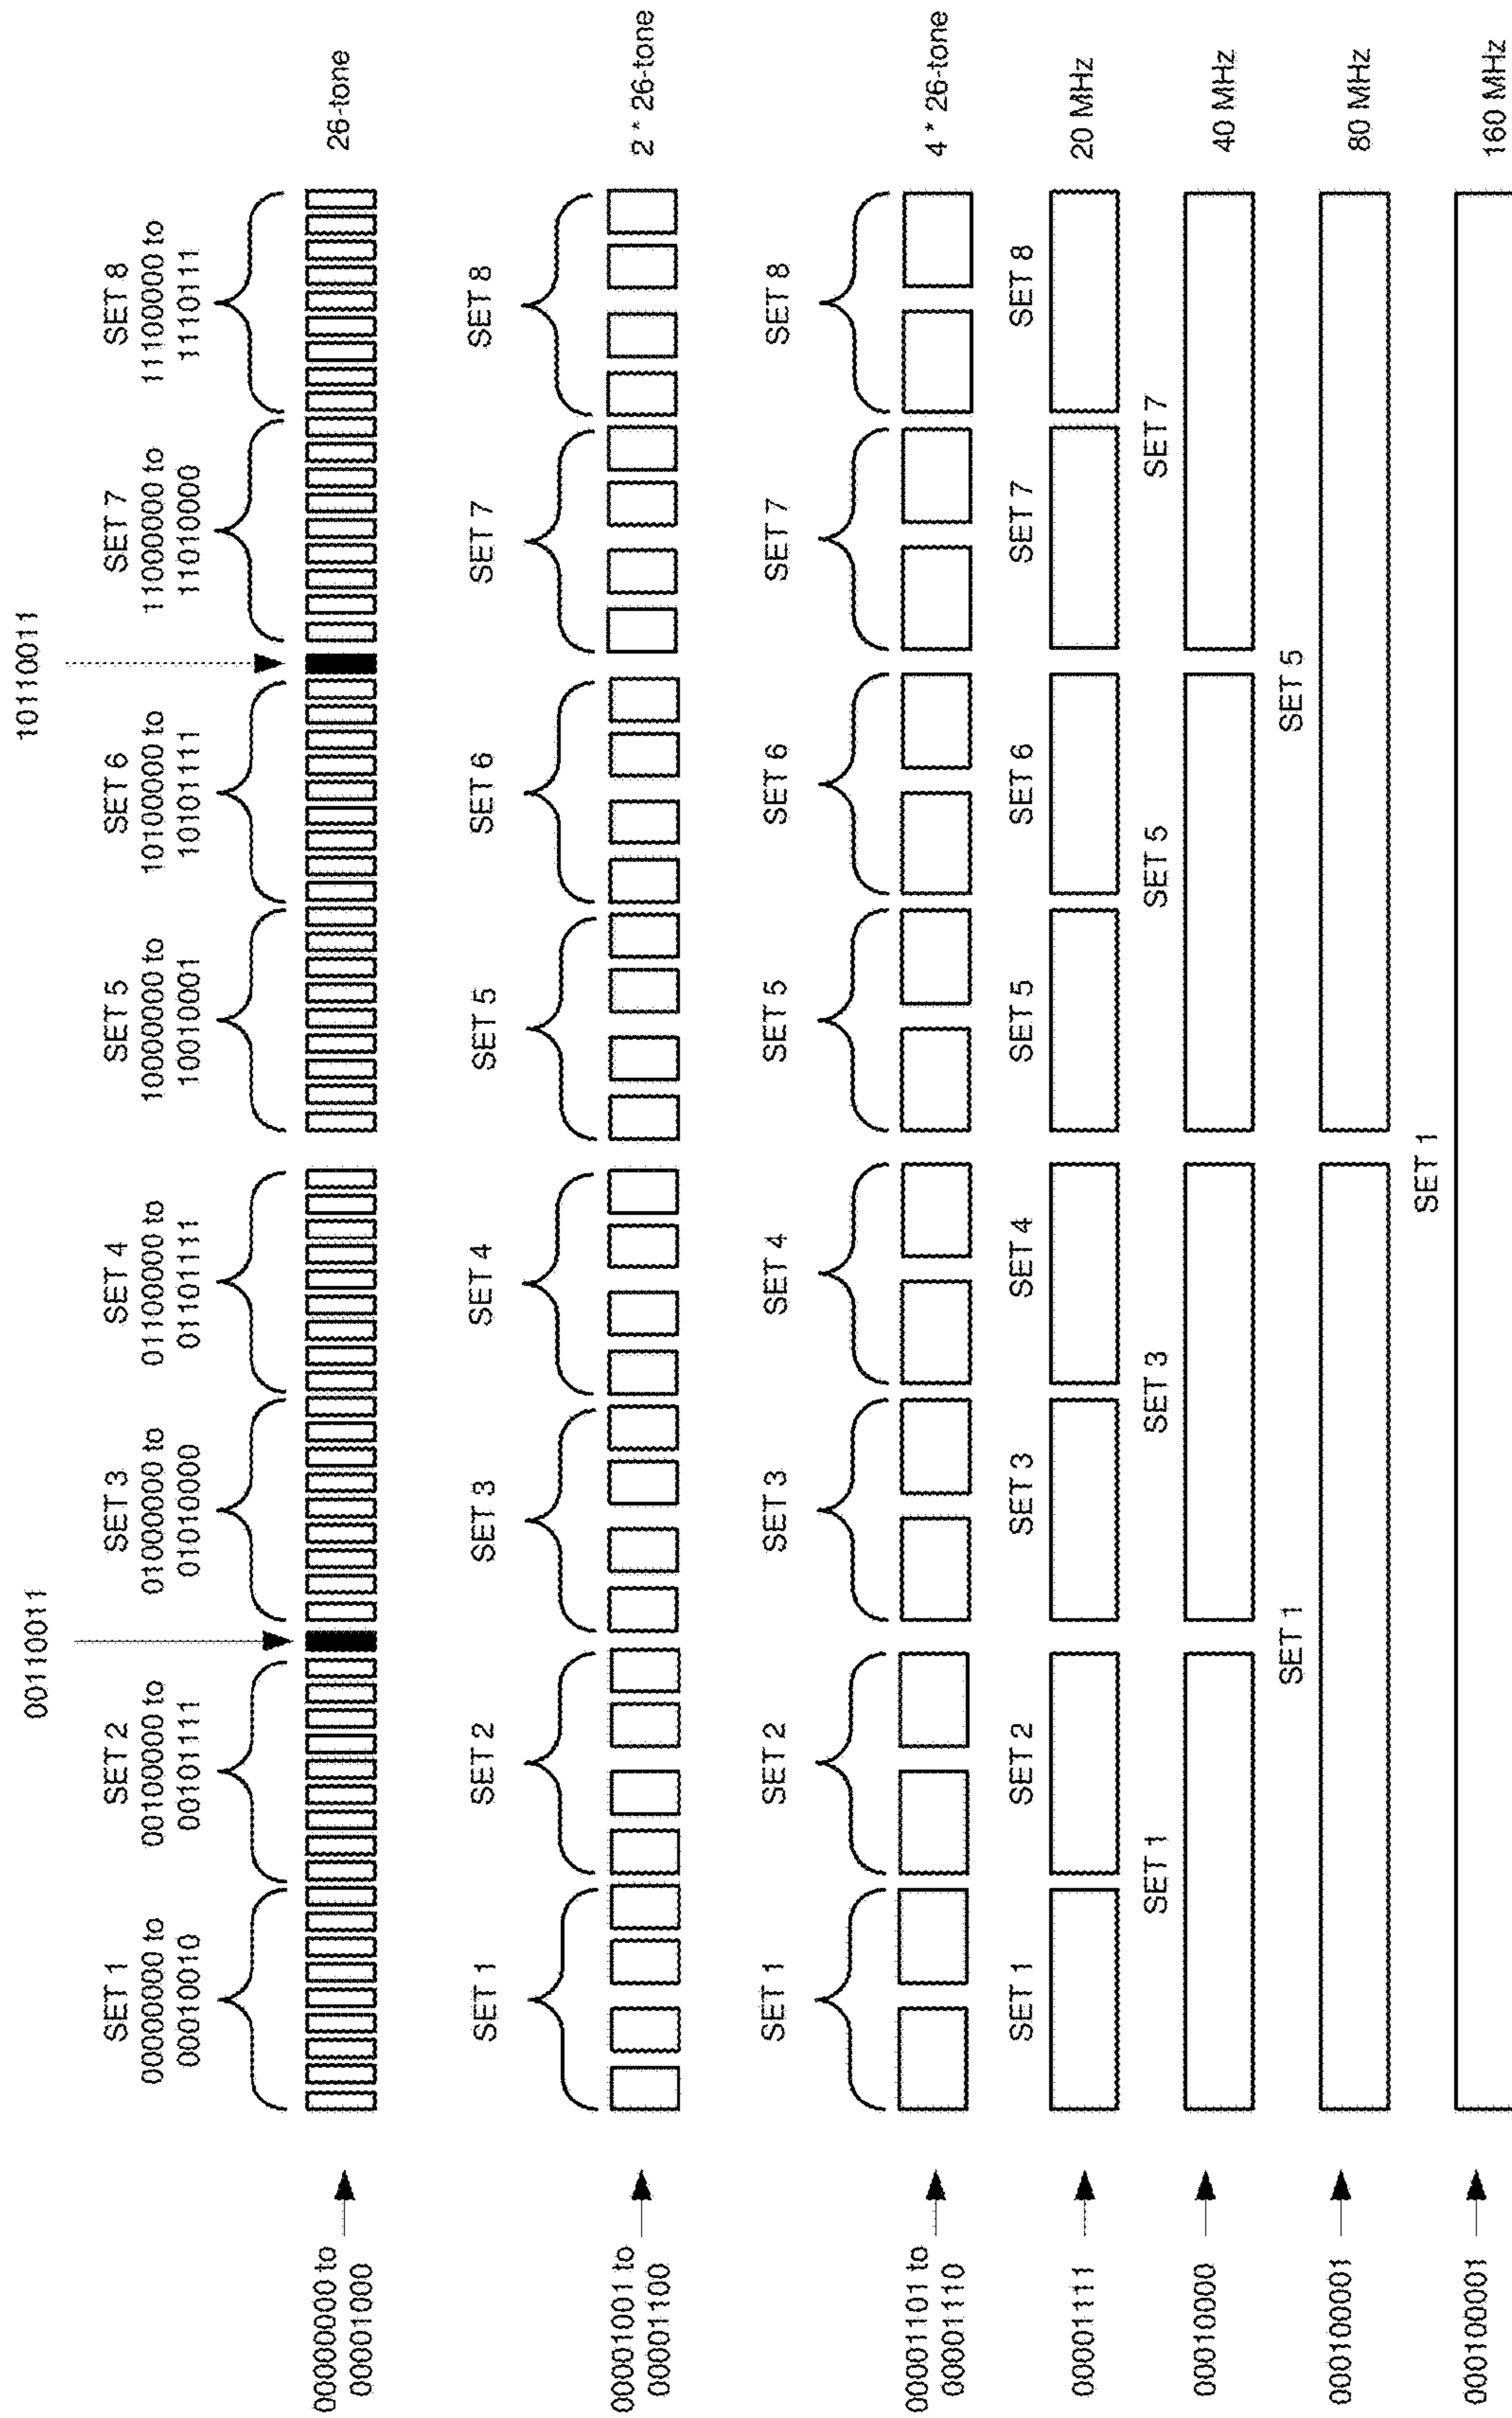 00110011
10110011
SET 1
00000000 to
00010010
SET 2
00100000 to
00101111
SET 3
01000000 to
01010000
SET 4
01100000 to
01101111
SET 5
10000000 to
10010001
SET 6
10100000 to
10101111
SET 7
11000000 to
11010000
SET 8
11100000 to
1110111
00000000 to
00001000
26-tone
SET 1
SET 2
SET 3
SET 4
SET 5
SET 6
SET 7
SET 8
00001001 to
00001100
2 * 26-tone
SET 1
SET 2
SET 3
SET 4
SET 5
SET 6
SET 7
SET 8
00001101 to
00001110
4 * 26-tone
SET 1
SET 2
SET 3
SET 4
SET 5
SET 6
SET 7
SET 8
00001111
20 MHz
SET 1
SET 3
SET 5
SET 7
00010000
40 MHz
SET 1
SET 5
000100001
80 MHz
SET 1
000100001
160 MHz